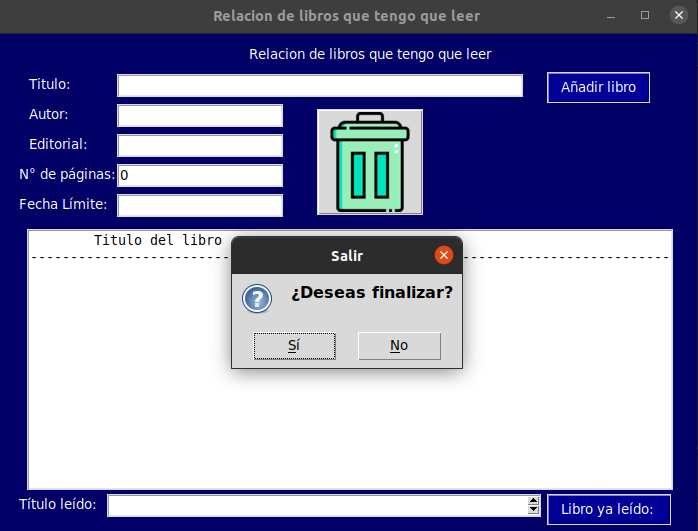 Relacion de libros que tengo que leer
Relacion de libros que tengo que leer
Titulo:
Añadir libro
Autor:
Editorial:
N° de páginas: 0
Fecha Límite:
Titulo del libro
--------------------------------------------------------------------------------
Salir
?
¿Deseas finalizar?
Sí
No
Título leído:
Libro ya leído: